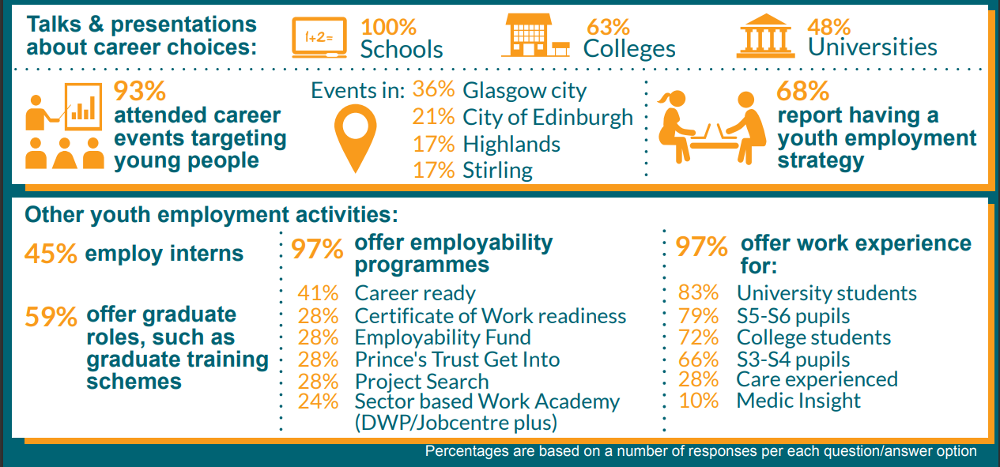 Talks & presentations
about career choices:
1+2=
100%
Schools
63%
Colleges
48%
Universities
93%
attended career
events targeting
young people
Events in: 36% Glasgow city
21% City of Edinburgh
17% Highlands
17% Stirling
68%
report having a
youth employment
strategy
Other youth employment activities:
45% employ interns
59% offer graduate
roles, such as
graduate training
schemes
97% offer employability
programmes
41% Career ready
28% Certificate of Work readiness
28% Employability Fund
28% Prince's Trust Get Into
28% Project Search
24% Sector based Work Academy
(DWP/Jobcentre plus)
97% offer work experience
for:
83% University students
79% S5-S6 pupils
72% College students
66% S3-S4 pupils
28% Care experienced
10% Medic Insight
Percentages are based on a number of responses per each question/answer option